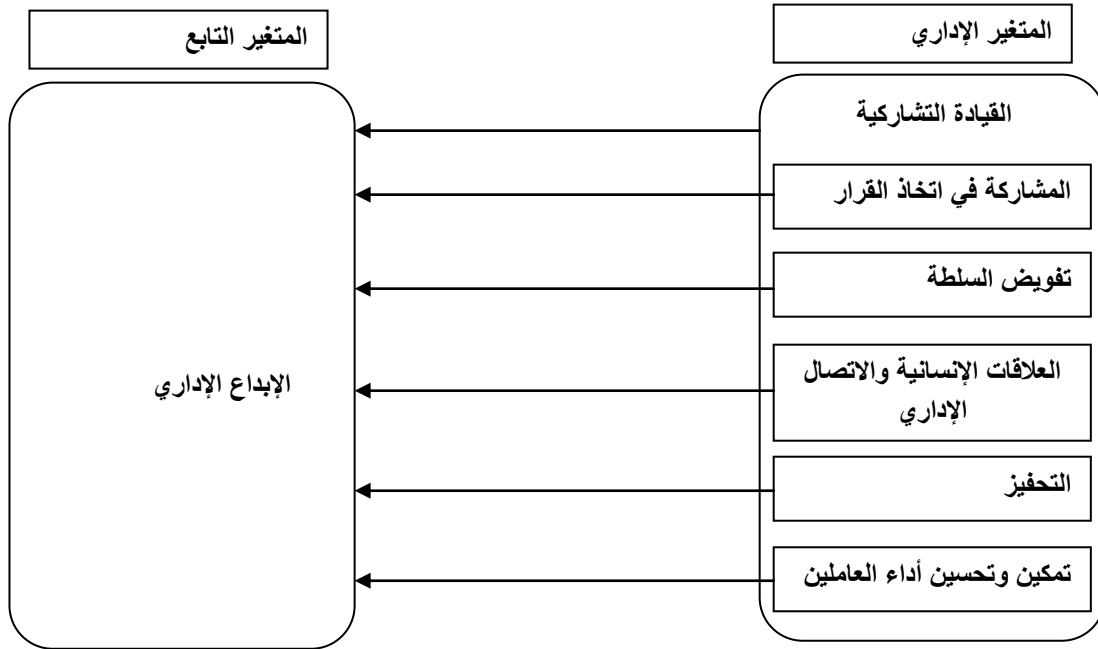 المتغير الإداري
المتغير التابع
القيادة التشاركية
المشاركة في اتخاذ القرار
تفويض السلطة
العلاقات الإنسانية والاتصال
الإداري
التحفيز
تمكين وتحسين أداء العاملين
الإبداع الإداري